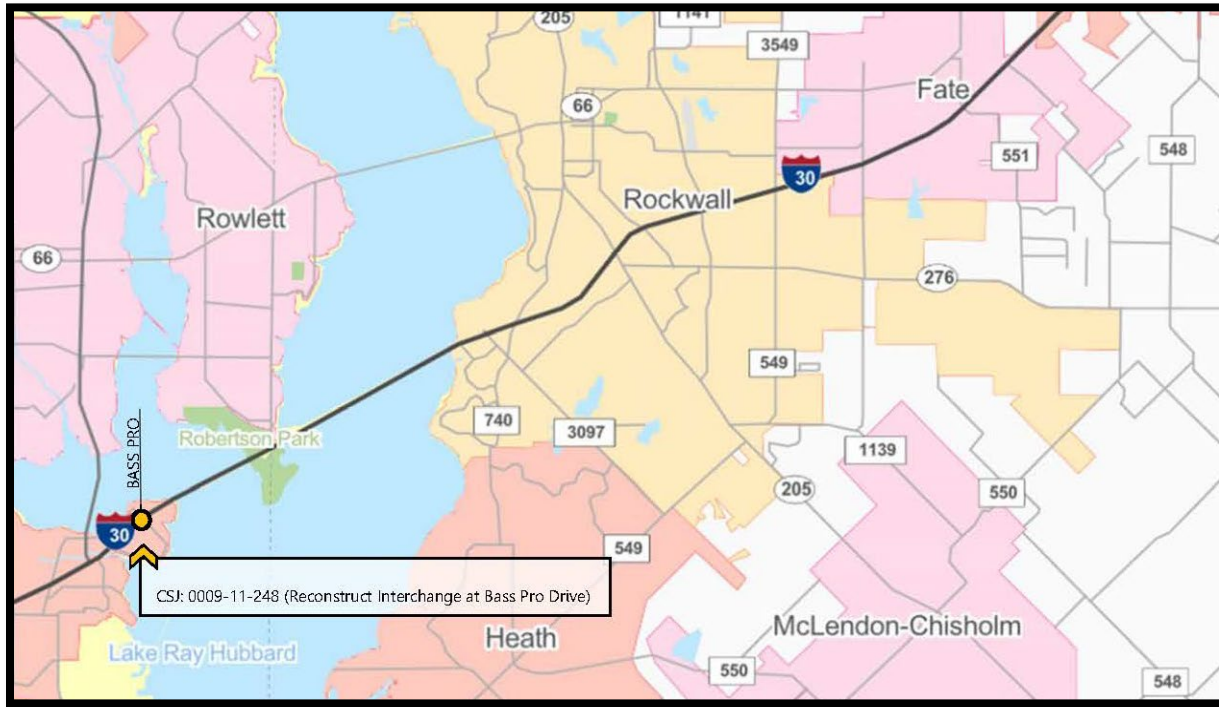 205
1141
3549
66
Fate
551
548
30
Rockwall
Rowlett
66
276
549
740
3097
Robertson Park
BASS PRO
1139
205
550
30
549
CSJ: 0009-11-248 (Reconstruct Interchange at Bass Pro Drive)
Heath
McLendon-Chisholm
Lake Ray Hubbard
550
548